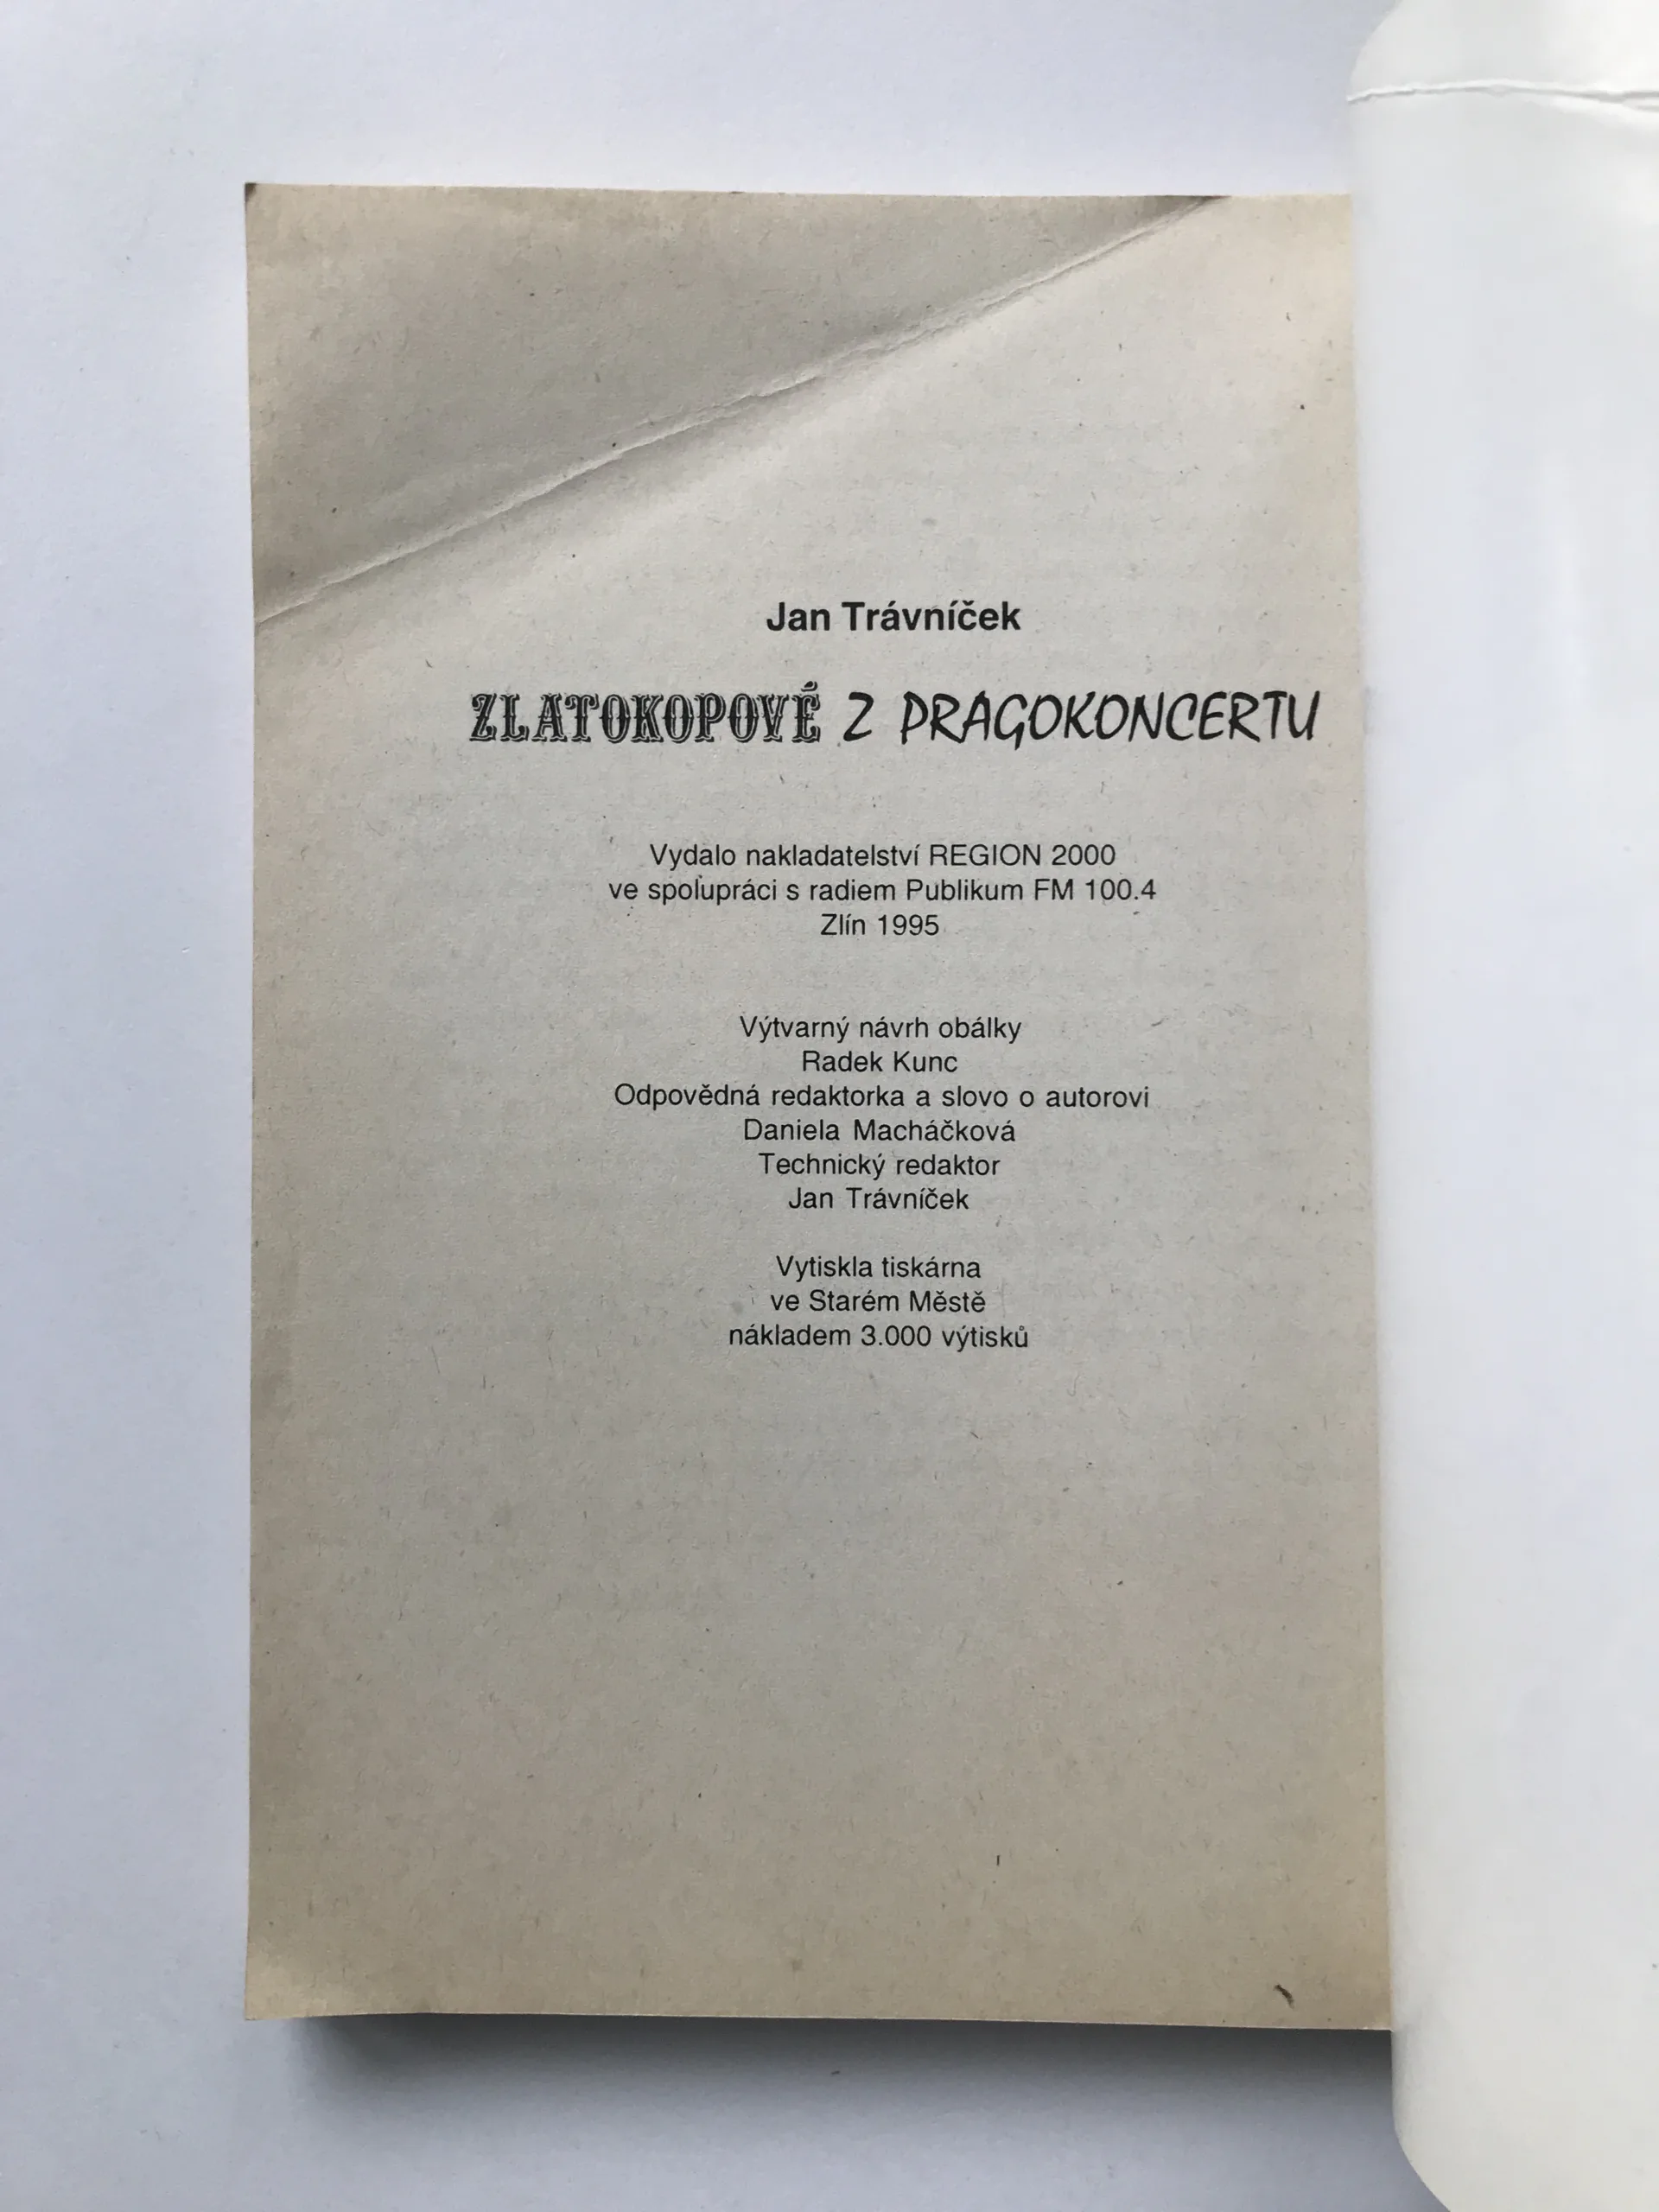 Jan Trávníček
ZLATOKOPOVÉ Z PRAGOKONCERTU
Vydalo nakladatelství REGION 2000
ve spolupráci s radiem Publikum FM 100.4
Zlín 1995
Výtvarný návrh obálky
Radek Kunc
Odpovědná redaktorka a slovo o autorovi
Daniela Macháčková
Technický redaktor
Jan Trávníček
Vytiskla tiskárna
ve Starém Městě
nákladem 3.000 výtisků